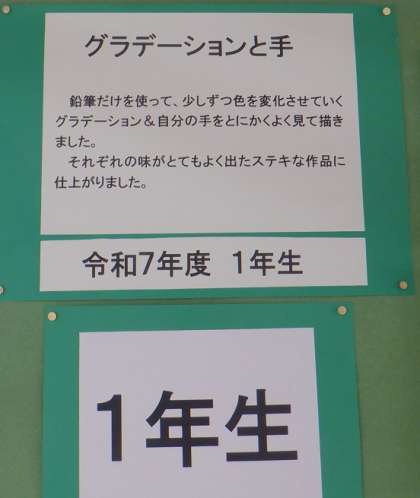 グラデーションと手
鉛筆だけを使って、少しずつ色を変化させていく
グラデーション＆自分の手をとにかくよく見て描き
ました。
それぞれの味がとてもよく出たステキな作品に
仕上がりました。
令和7年度　1年生
1年生